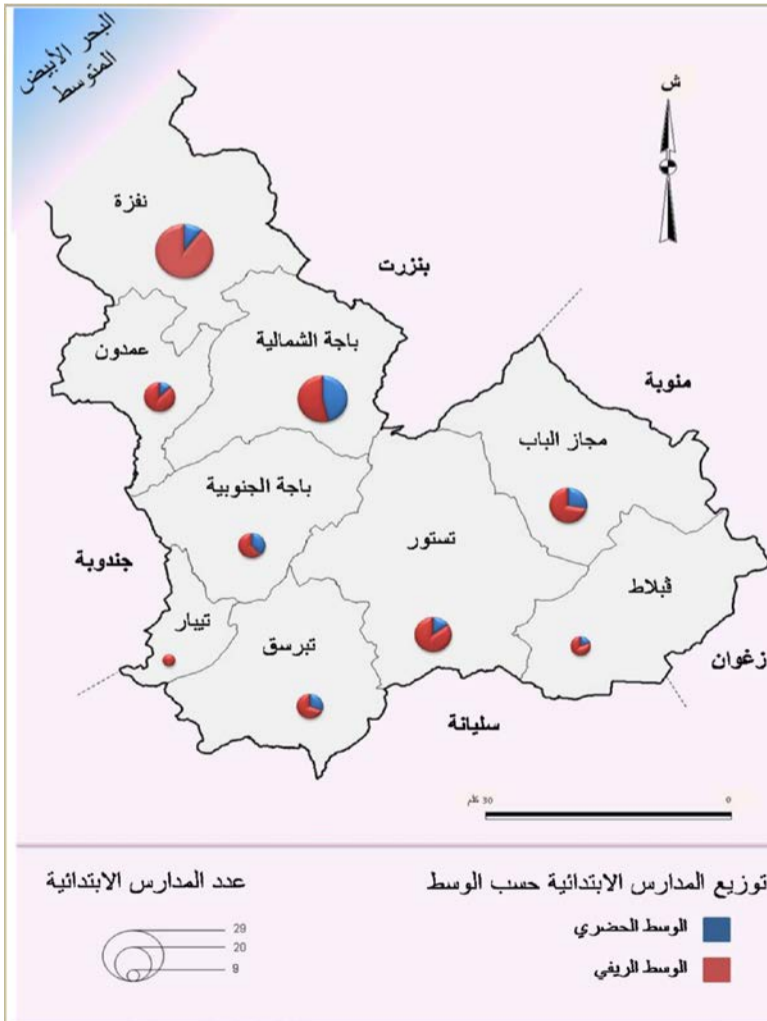 البحر الأبيض
المتوسط
ش
نفزة
بنزرت
باجة الشمالية
عمدون
منوبة
مجاز الباب
باجة الجنوبية
تستور
جندوبة
ڨبلاط
تيبار
تبرسق
زغوان
سليانة
30 كلم
0
توزيع المدارس الابتدائية حسب الوسط
الوسط الحضري
الوسط الريفي
عدد المدارس الابتدائية
29
20
9